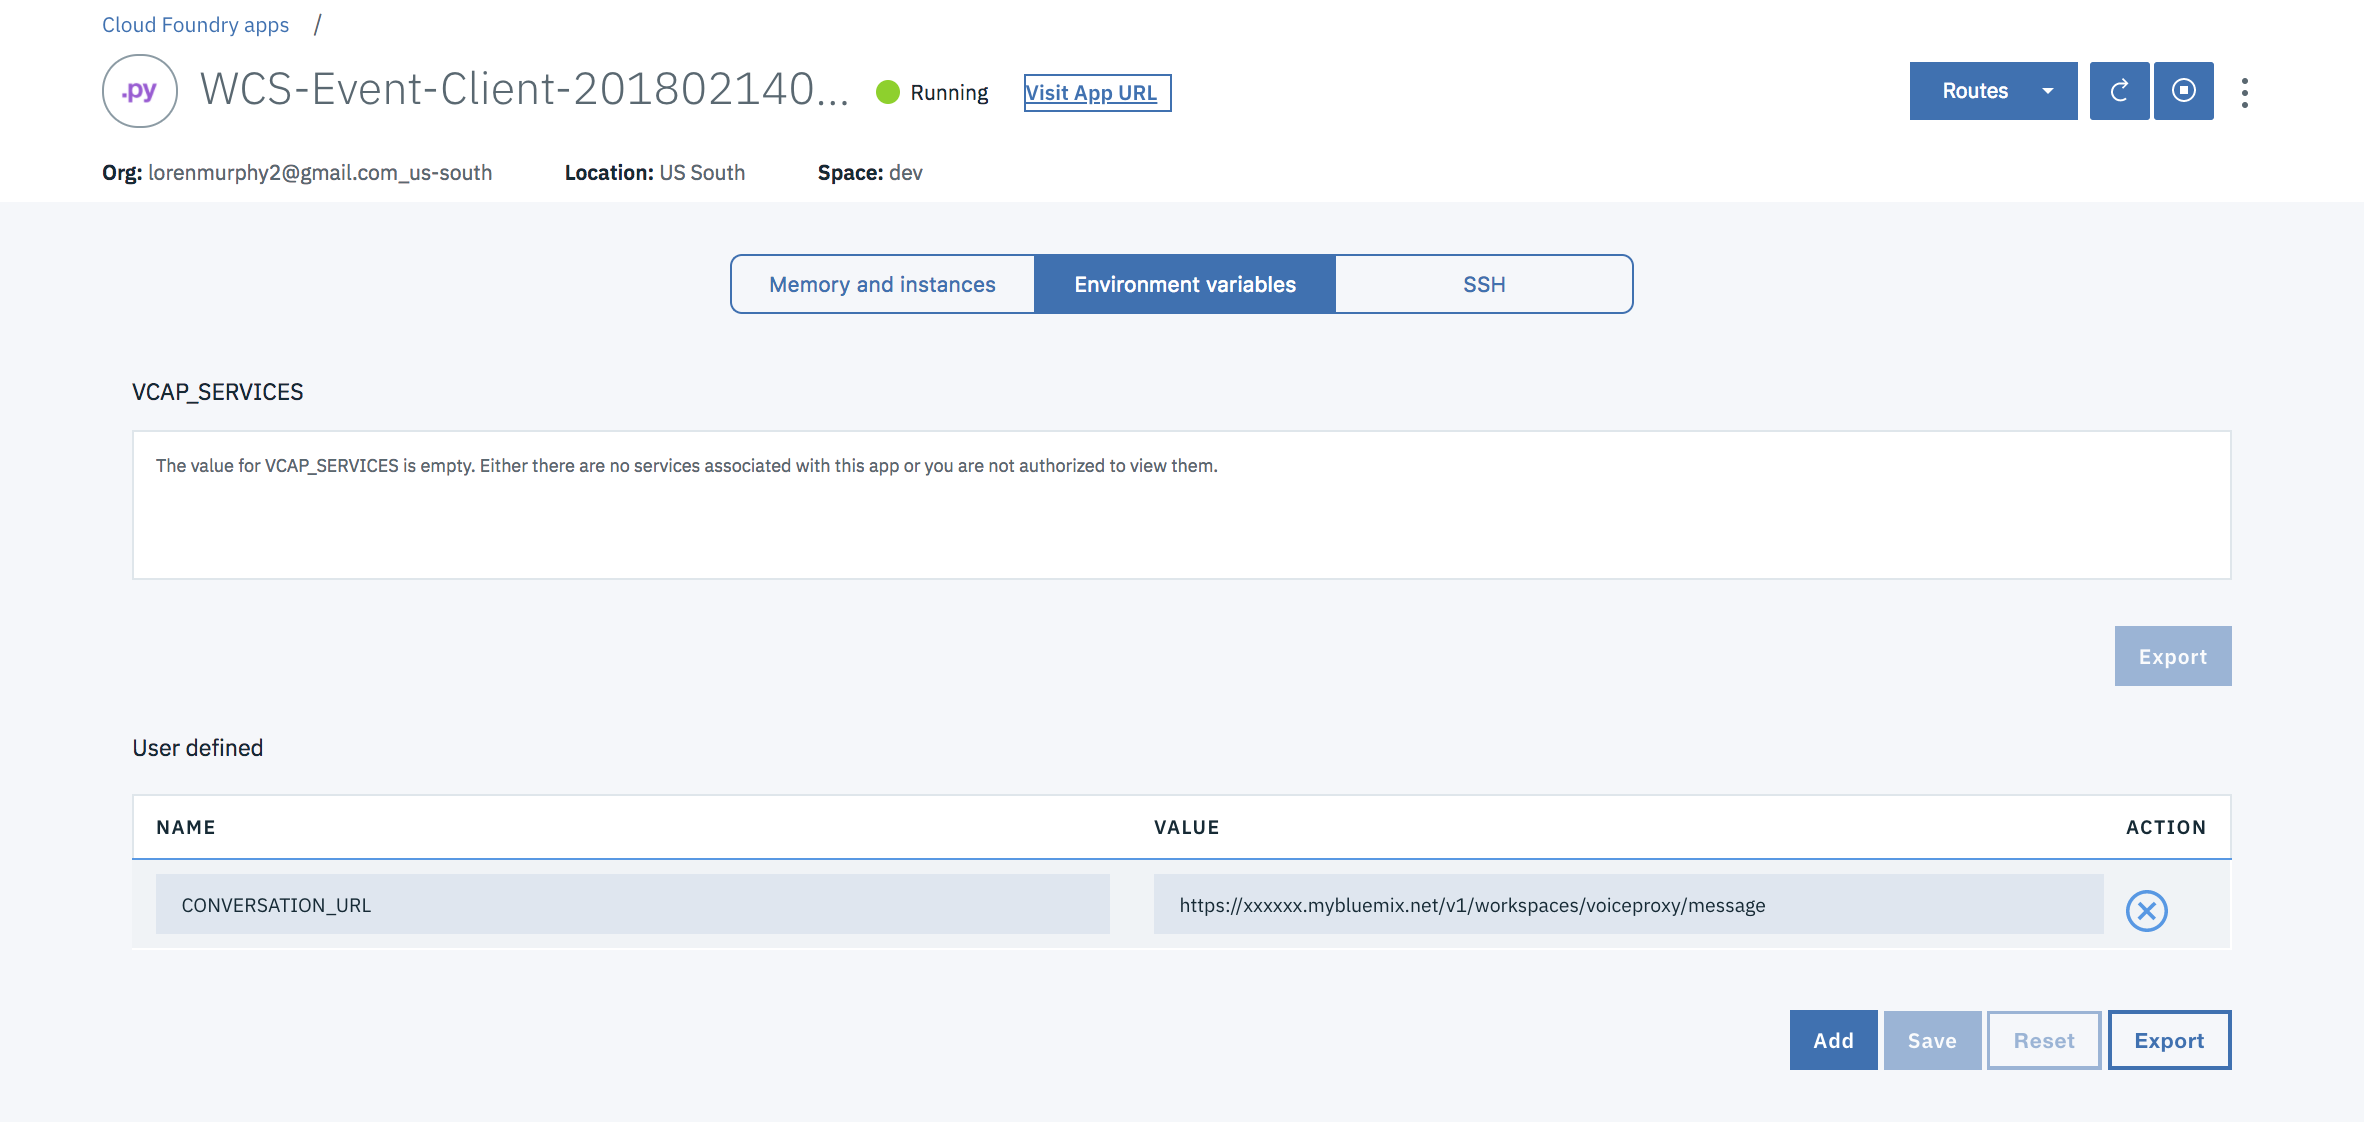 Cloud Foundry apps /
.py WCS-Event-Client-201802140... Running Visit App URL Routes
Org: lorenmurphy2@gmail.com_us-south Location: US South Space: dev
Memory and instances Environment variables SSH
VCAP_SERVICES
The value for VCAP_SERVICES is empty. Either there are no services associated with this app or you are not authorized to view them.
Export
User defined
NAME VALUE ACTION
CONVERSATION_URL https://xxxxxx.mybluemix.net/v1/workspaces/voiceproxy/message
Add Save Reset Export